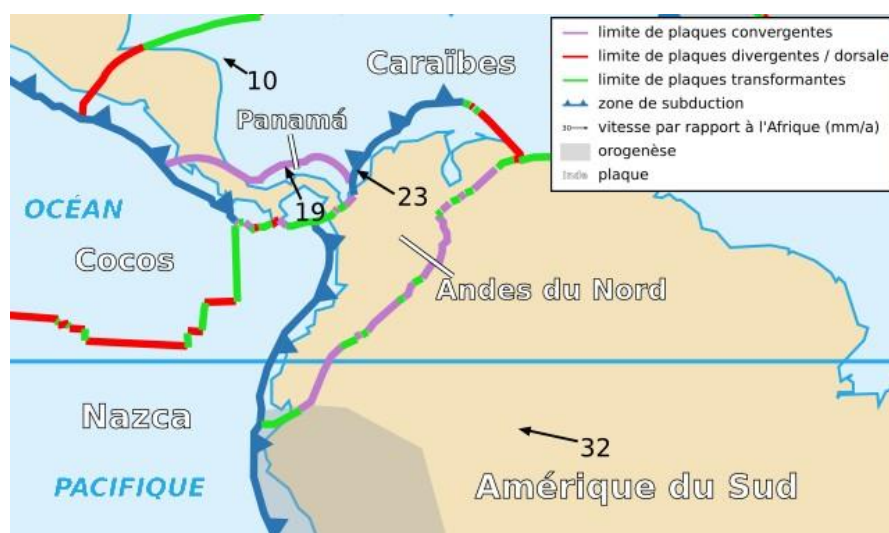 limite de plaques convergentes
limite de plaques divergentes / dorsale
limite de plaques transformantes
zone de subduction
30 vitesse par rapport à l'Afrique (mm/a)
orogenèse
Inde plaque
Caraïbes
10
Panamá
23
19
OCÉAN
Cocos
Andes du Nord
Nazca
32
PACIFIQUE
Amérique du Sud